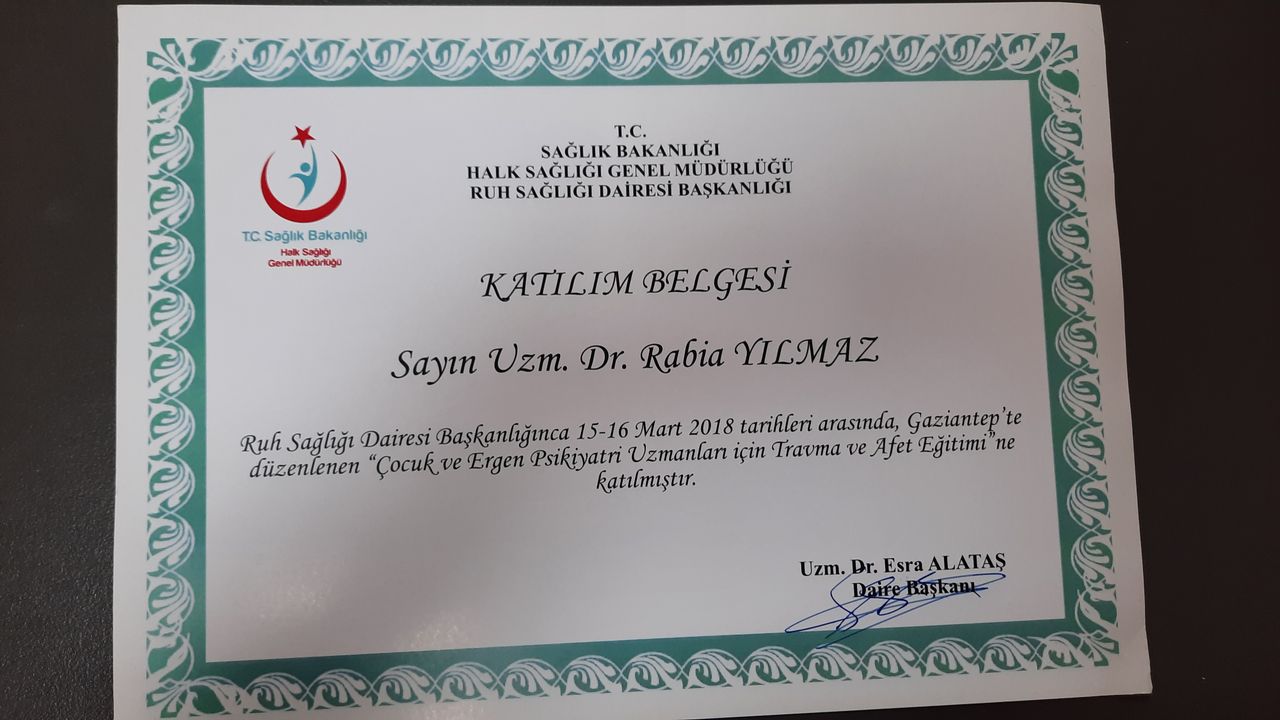 T.C.
SAĞLIK BAKANLIĞI
HALK SAĞLIĞI GENEL MÜDÜRLÜĞÜ
RUH SAĞLIĞI DAİRESİ BAŞKANLIĞI
T.C. Sağlık Bakanlığı
Halk Sağlığı
Genel Müdürlüğü
KATILIM BELGESİ
Sayın Uzm. Dr. Rabia YILMAZ
Ruh Sağlığı Dairesi Başkanlığınca 15-16 Mart 2018 tarihleri arasında, Gaziantep’te
düzenlenen “Çocuk ve Ergen Psikiyatri Uzmanları için Travma ve Afet Eğitimi”ne
katılmıştır.
Uzm. Dr. Esra ALATAŞ
Daire Başkanı